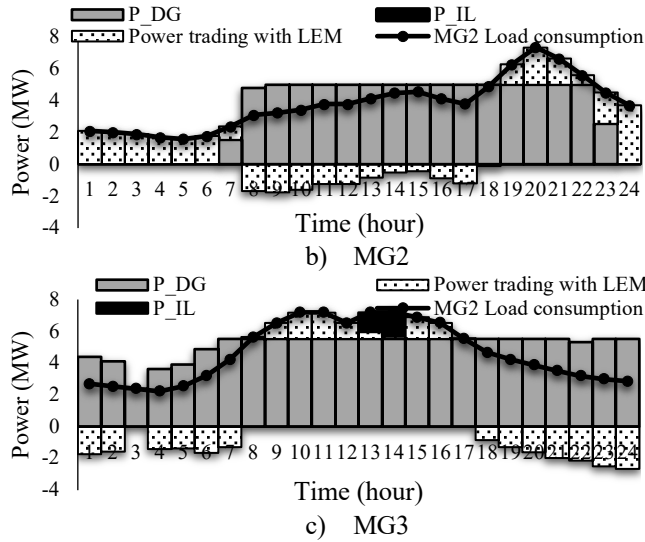 P_DG P_IL
Power trading with LEM MG2 Load consumption
8
6
4
2
0
-2
-4
Power (MW)
1 2 3 4 5 6 7 8 9 10 11 12 13 14 15 16 17 18 19 20 21 22 23 24
Time (hour)
b) MG2
P_DG Power trading with LEM
P_IL MG2 Load consumption
8
6
4
2
0
-2
-4
Power (MW)
1 2 3 4 5 6 7 8 9 10 11 12 13 14 15 16 17 18 19 20 21 22 23 24
Time (hour)
c) MG3